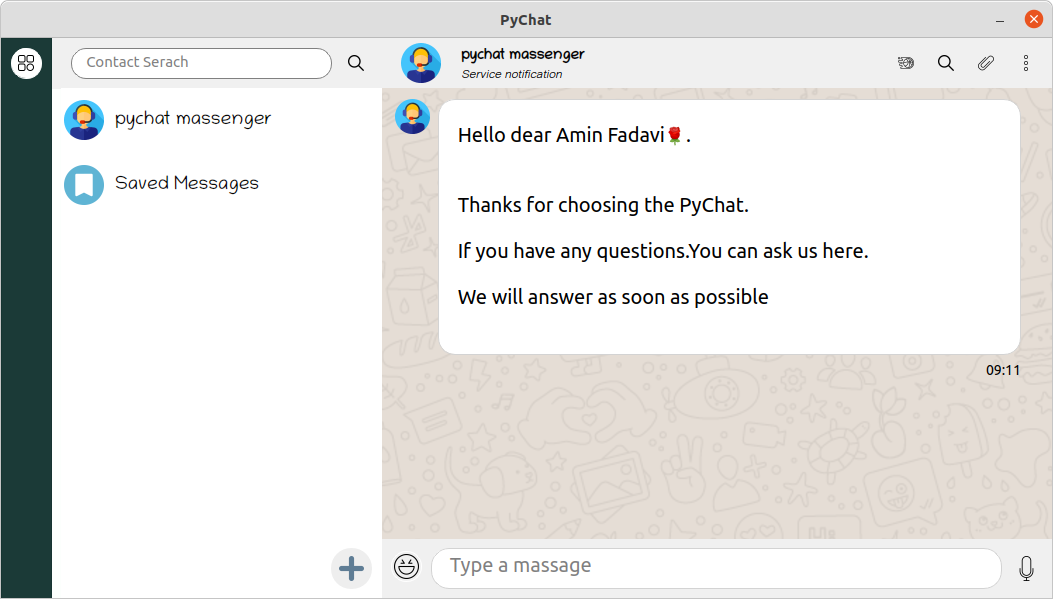 PyChat
Contact Serach
pychat massenger
Saved Messages
pychat massenger
Service notification
Hello dear Amin Fadavi🌹.
Thanks for choosing the PyChat.
If you have any questions.You can ask us here.
We will answer as soon as possible
09:11
Type a massage